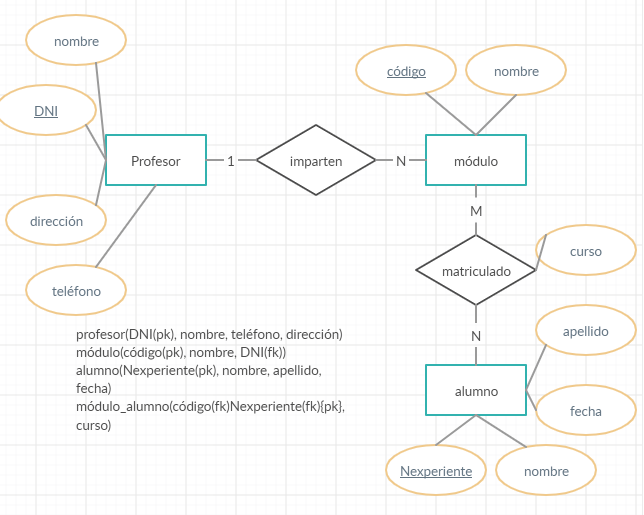 nombre
DNI
Profesor
dirección
teléfono
1
imparten
N
código
nombre
módulo
M
matriculado
curso
N
alumno
apellido
fecha
Nexperiente
nombre
profesor(DNI(pk), nombre, teléfono, dirección)
módulo(código(pk), nombre, DNI(fk))
alumno(Nexperiente(pk), nombre, apellido,
fecha)
módulo_alumno(código(fk)Nexperiente(fk){pk},
curso)